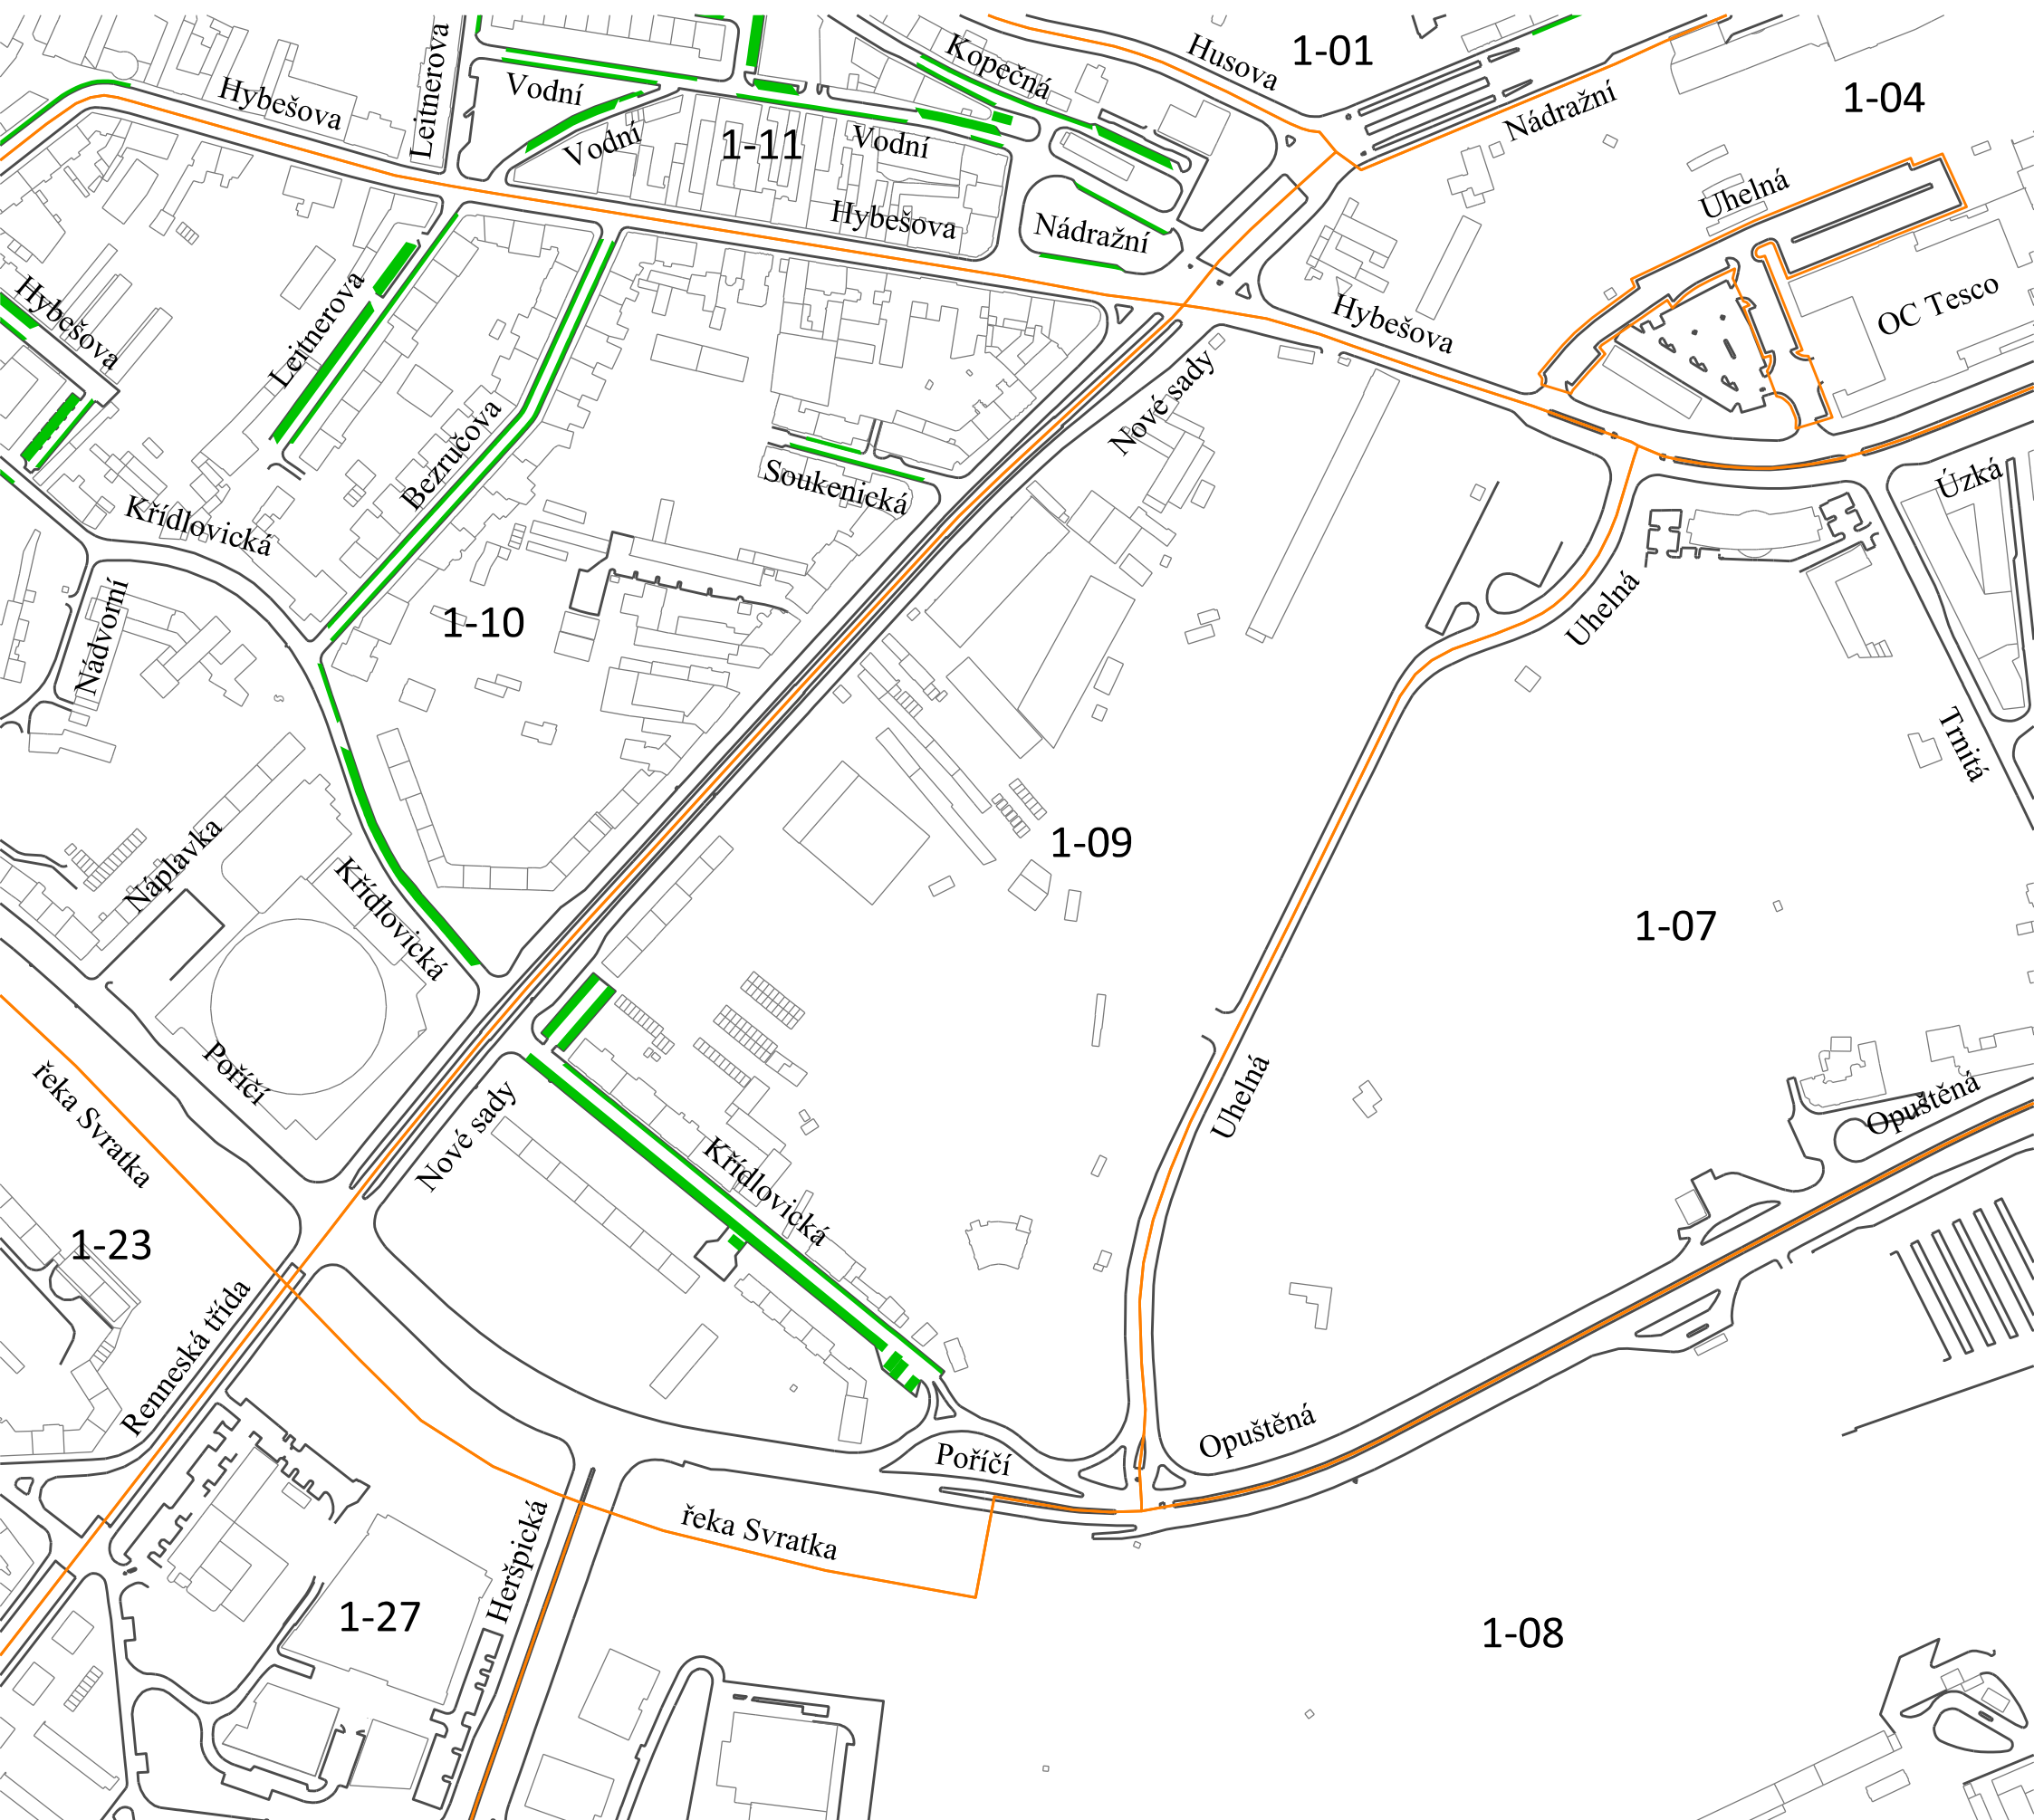 Husova
1-01
Kopečná
Leitnerova
Hybešova
Vodní
Vodní
1-11
Vodní
Nádražní
1-04
Uhelná
Hybešova
Nádražní
Hybešova
Leitnerova
Hybešova
OC Tesco
Nové sady
Bezručova
Soukenická
Úzká
Křídlovická
1-10
Nádvorní
Uhelná
Trnitá
Náplavka
1-09
Křídlovická
1-07
Poříčí
řeka Svratka
Nové sady
Uhelná
Opuštěná
Křídlovická
1-23
Renneská třída
Opuštěná
Poříčí
řeka Svratka
Heršpická
1-27
1-08